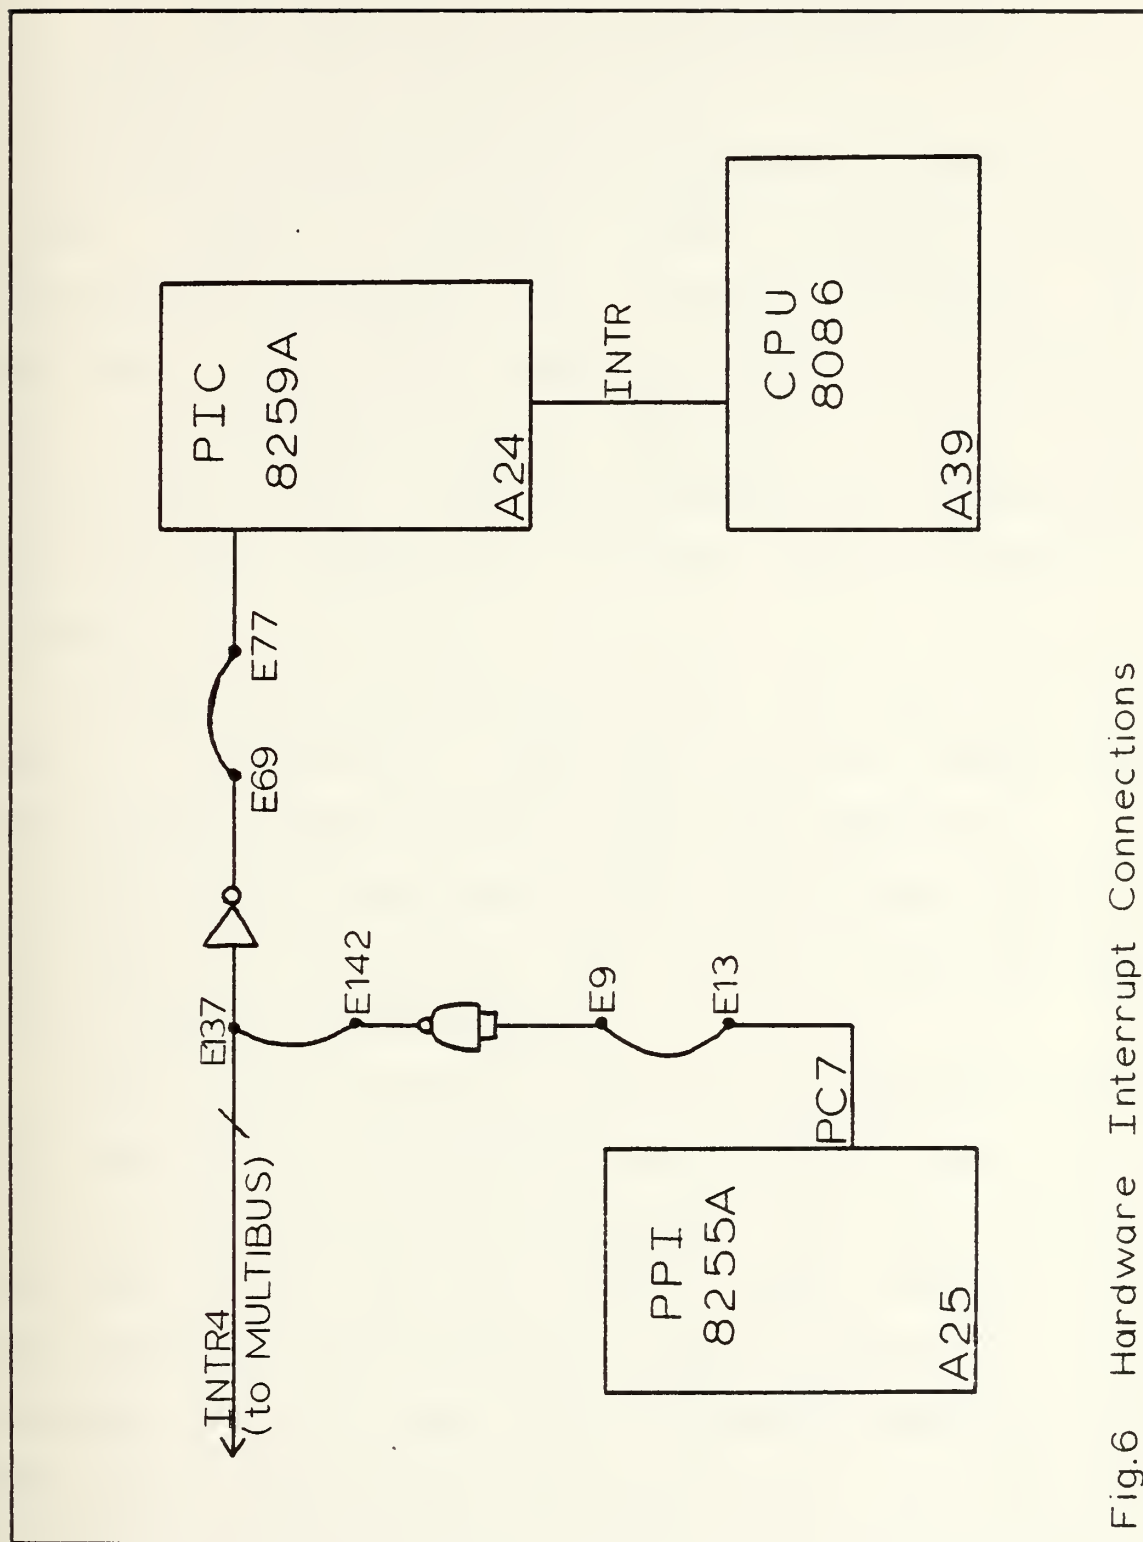 INTR4
(to MULTIBUS)
E137
E142
E69
E77
PIC
8259A
A24
INTR
PPI
8255A
A25
PC7
E9
E13
CPU
8086
A39
Fig.6 Hardware Interrupt Connections